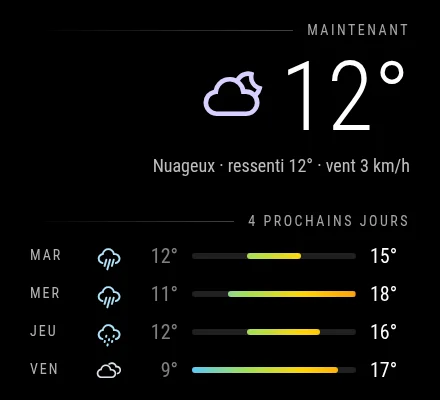 MAINTENANT
12°
Nuageux · ressenti 12° · vent 3 km/h
4 PROCHAINS JOURS
MAR 12° 15°
MER 11° 18°
JEU 12° 16°
VEN 9° 17°